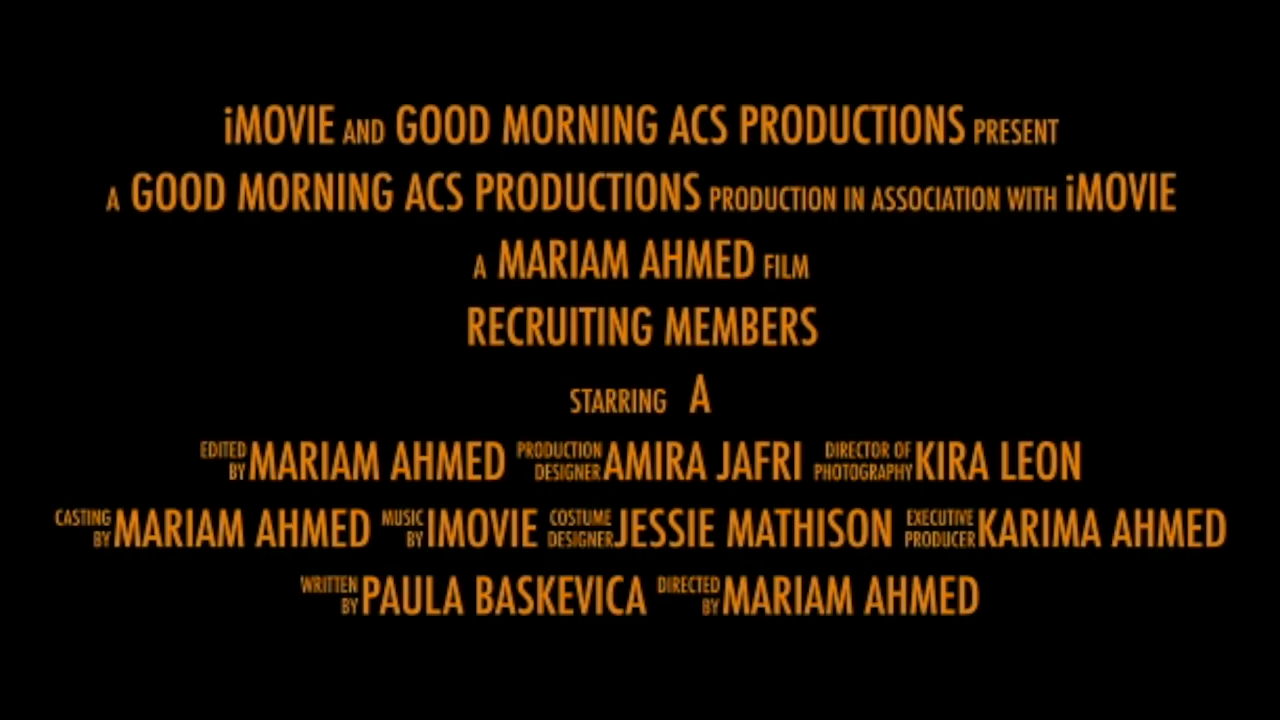 iMOVIE AND GOOD MORNING ACS PRODUCTIONS PRESENT
A GOOD MORNING ACS PRODUCTIONS PRODUCTION IN ASSOCIATION WITH iMOVIE
A MARIAM AHMED FILM
RECRUITING MEMBERS
STARRING A
EDITED BY MARIAM AHMED PRODUCTION DESIGNER AMIRA JAFRI DIRECTOR OF PHOTOGRAPHY KIRA LEON
CASTING BY MARIAM AHMED MUSIC BY IMOVIE COSTUME DESIGNER JESSIE MATHISON EXECUTIVE PRODUCER KARIMA AHMED
WRITTEN BY PAULA BASKEVICA DIRECTED BY MARIAM AHMED